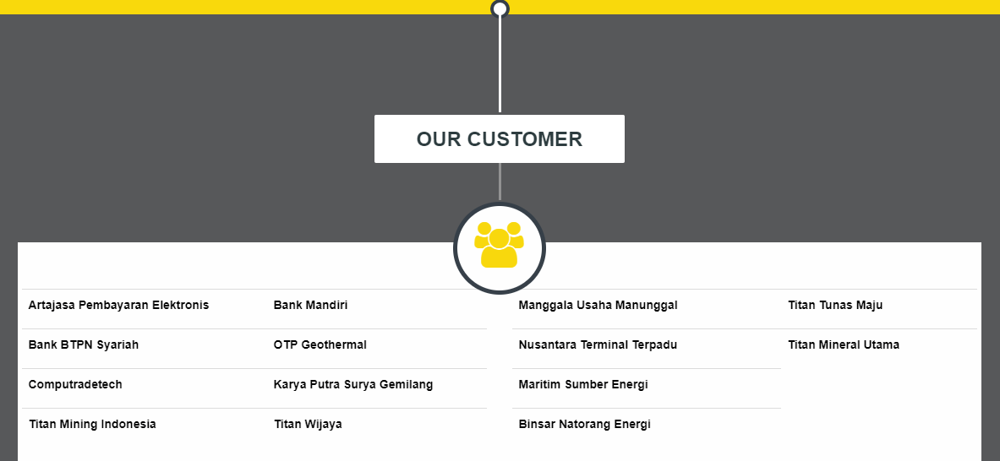 OUR CUSTOMER
Artajasa Pembayaran Elektronis Bank Mandiri Manggala Usaha Manunggal Titan Tunas Maju
Bank BTPN Syariah OTP Geothermal Nusantara Terminal Terpadu Titan Mineral Utama
Computradetech Karya Putra Surya Gemilang Maritim Sumber Energi
Titan Mining Indonesia Titan Wijaya Binsar Natorang Energi